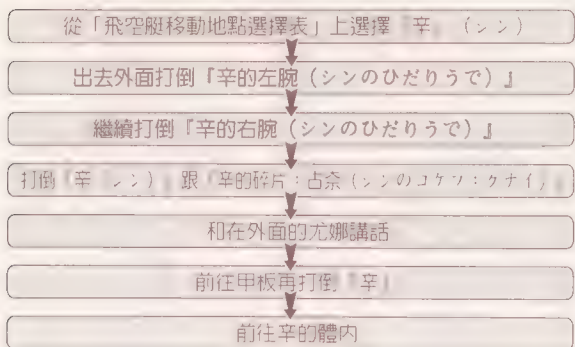 從「飛空艇移動地點選擇表」上選擇『辛』(シン)
出去外面打倒『辛的左腕(シンのひだりうで)』
繼續打倒『辛的右腕(シンのひだりうで)』
打倒『辛(シン)』跟『辛的碎片:古奈(シンのコケラ:クナイ)』
和在外面的尤娜講話
前往甲板再打倒『辛』
前往辛的體内